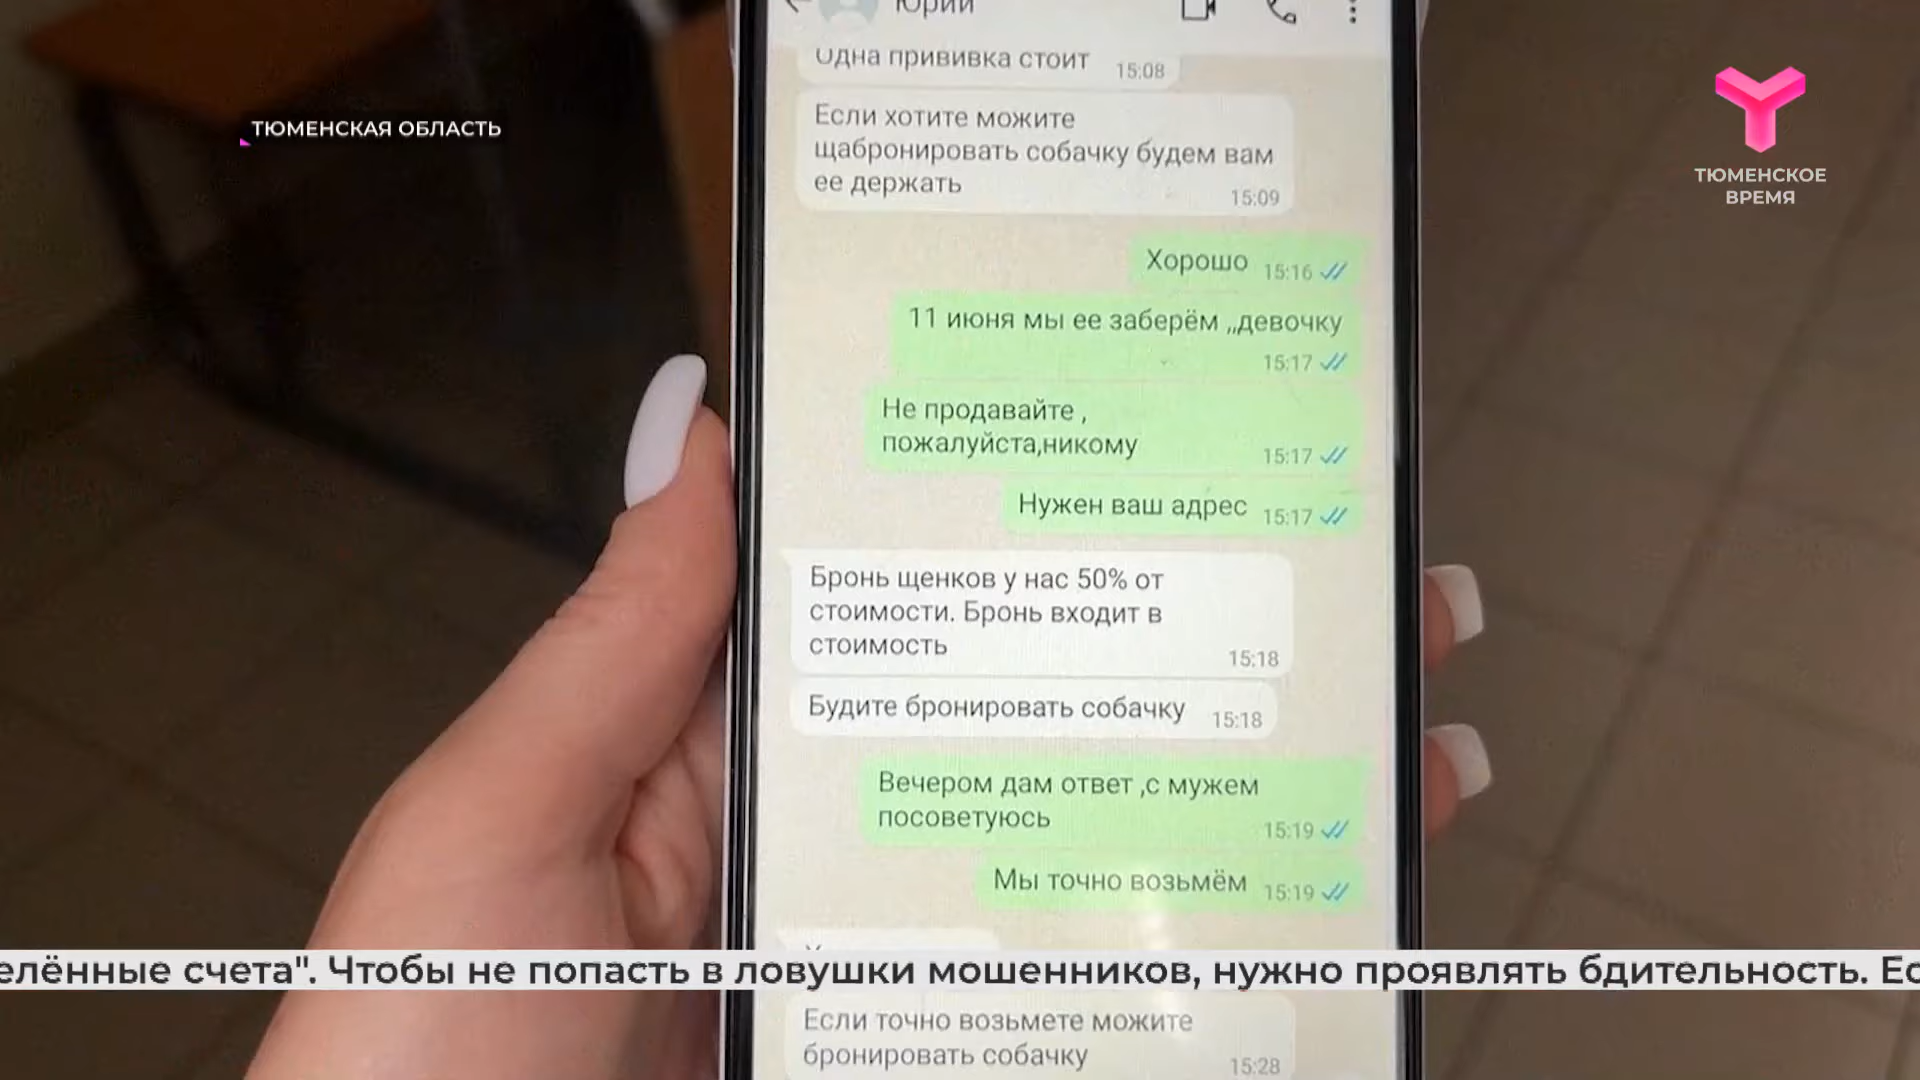 Юрий
Одна прививка стоит
15:08
Если хотите можите
щабронировать собачку будем вам
ее держать
15:09
Хорошо
15:16
11 июня мы ее заберём ,,девочку
15:17
Не продавайте ,
пожалуйста,никому
15:17
Нужен ваш адрес
15:17
Бронь щенков у нас 50% от
стоимости. Бронь входит в
стоимость
15:18
Будите бронировать собачку
15:18
Вечером дам ответ ,с мужем
посоветуюсь
15:19
Мы точно возьмём
15:19
Если точно возьмете можите
бронировать собачку
15:28
ТЮМЕНСКАЯ ОБЛАСТЬ
ТЮМЕНСКОЕ
ВРЕМЯ
елённые счета". Чтобы не попасть в ловушки мошенников, нужно проявлять бдительность. Ес